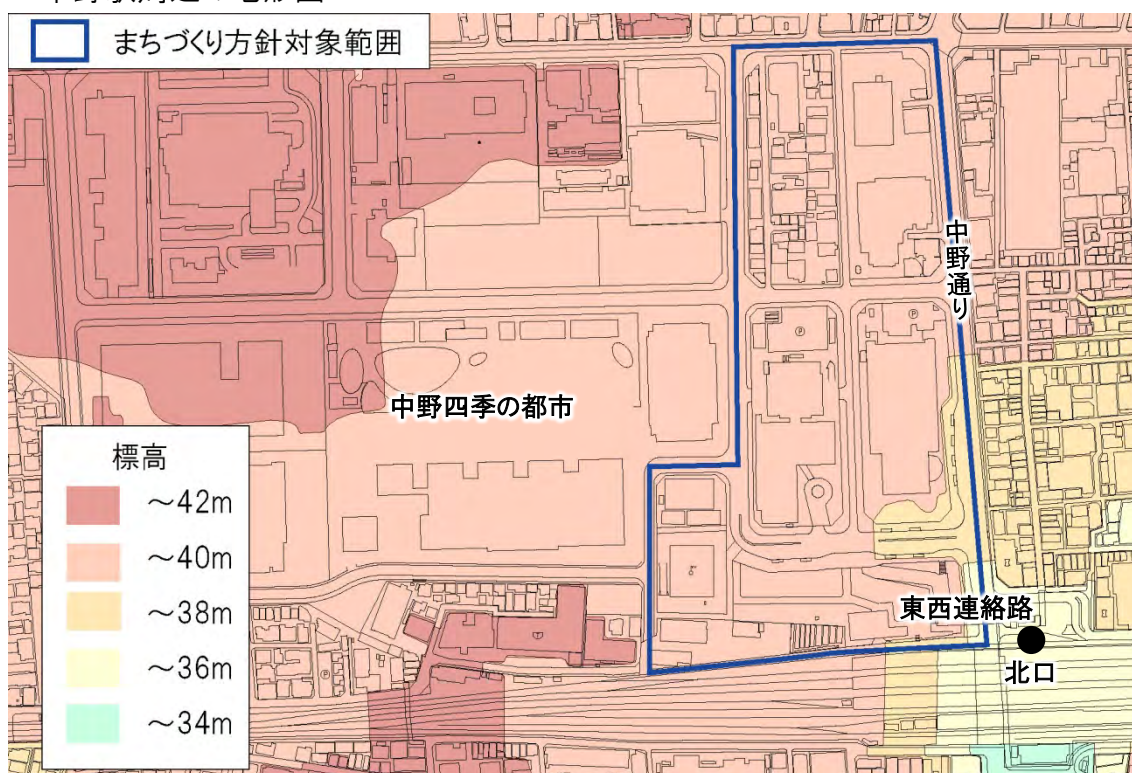 まちづくり方針対象範囲
中野通り
中野四季の都市
標高
～42m
～40m
～38m
～36m
～34m
東西連絡路
北口